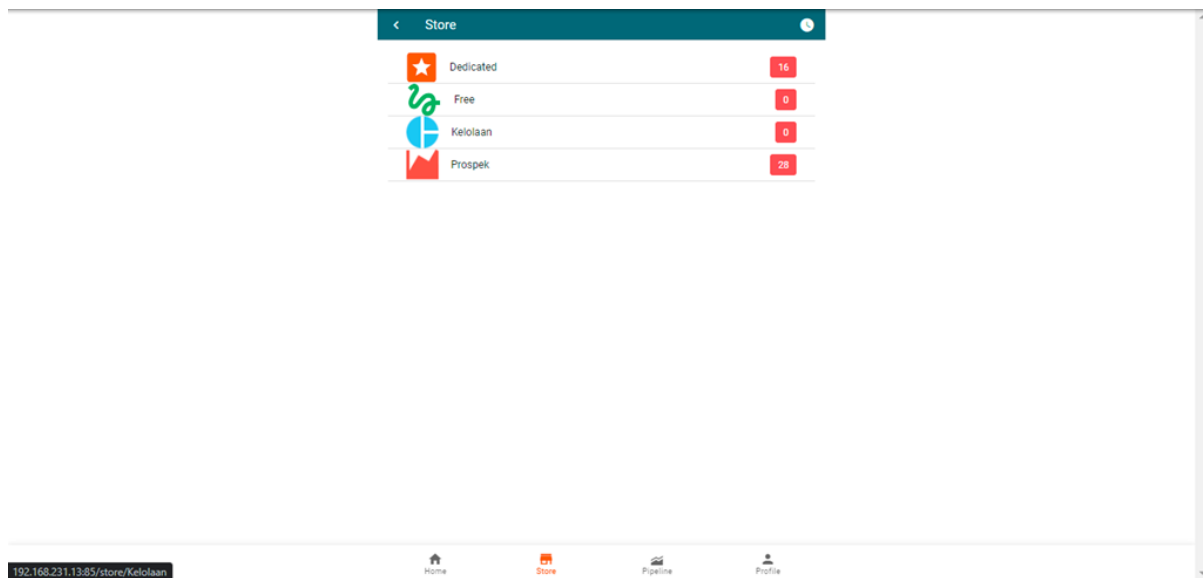 Store
Dedicated 16
Free 0
Kelolaan 0
Prospek 28
Home Store Pipeline Profile
192.168.231.13:85/store/Kelolaan